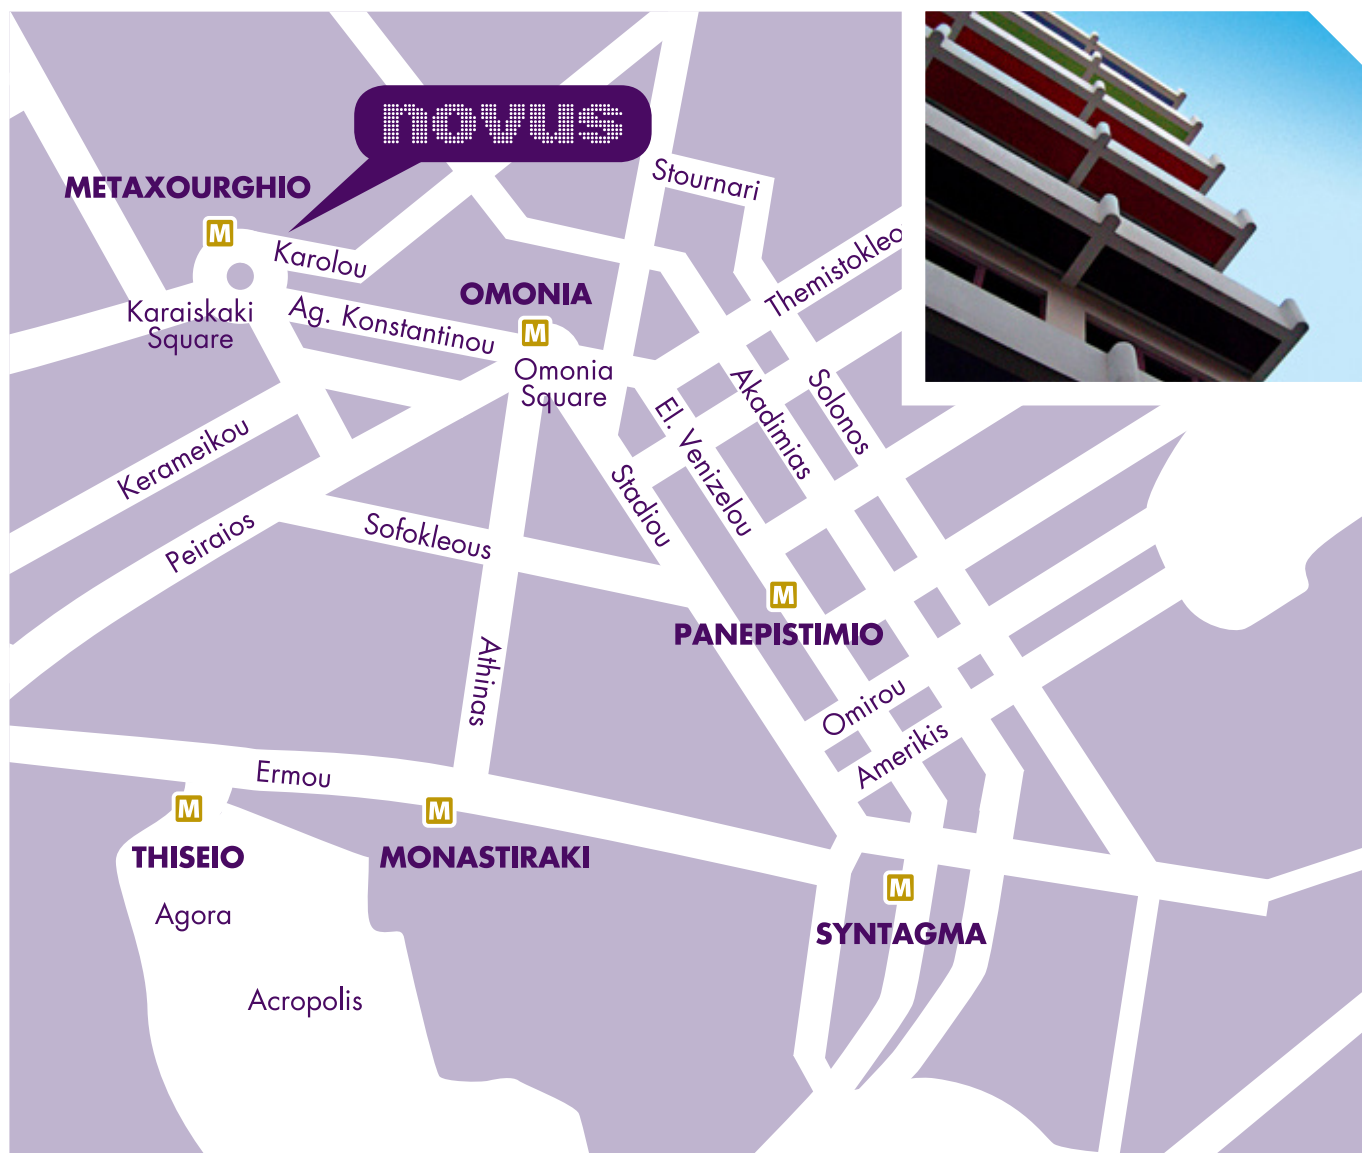 novus
Stournari
METAXOURGHIO
M
Karolou
Themistokleo
OMONIA
Karaiskaki
Square
Ag. Konstantinou
M
Omonia
Square
Akadimias
Solonos
El. Venizelou
Kerameikou
Stadiou
Peiraios
Sofokleous
M
PANEPISTIMIO
Athinas
Omirou
Amerikis
Ermou
M
M
THISEIO
MONASTIRAKI
M
Agora
SYNTAGMA
Acropolis